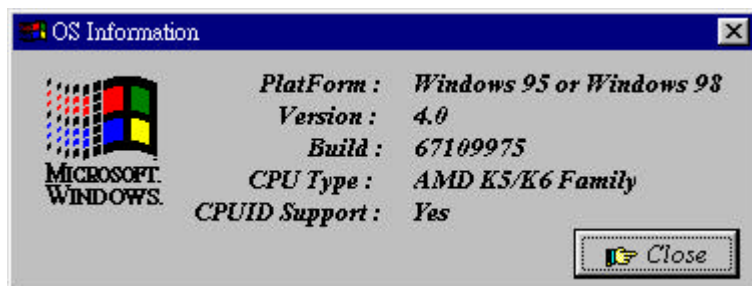 OS Information
MICROSOFT.
WINDOWS.
PlatForm : Windows 95 or Windows 98
Version : 4.0
Build : 67109975
CPU Type : AMD K5/K6 Family
CPUID Support : Yes
Close